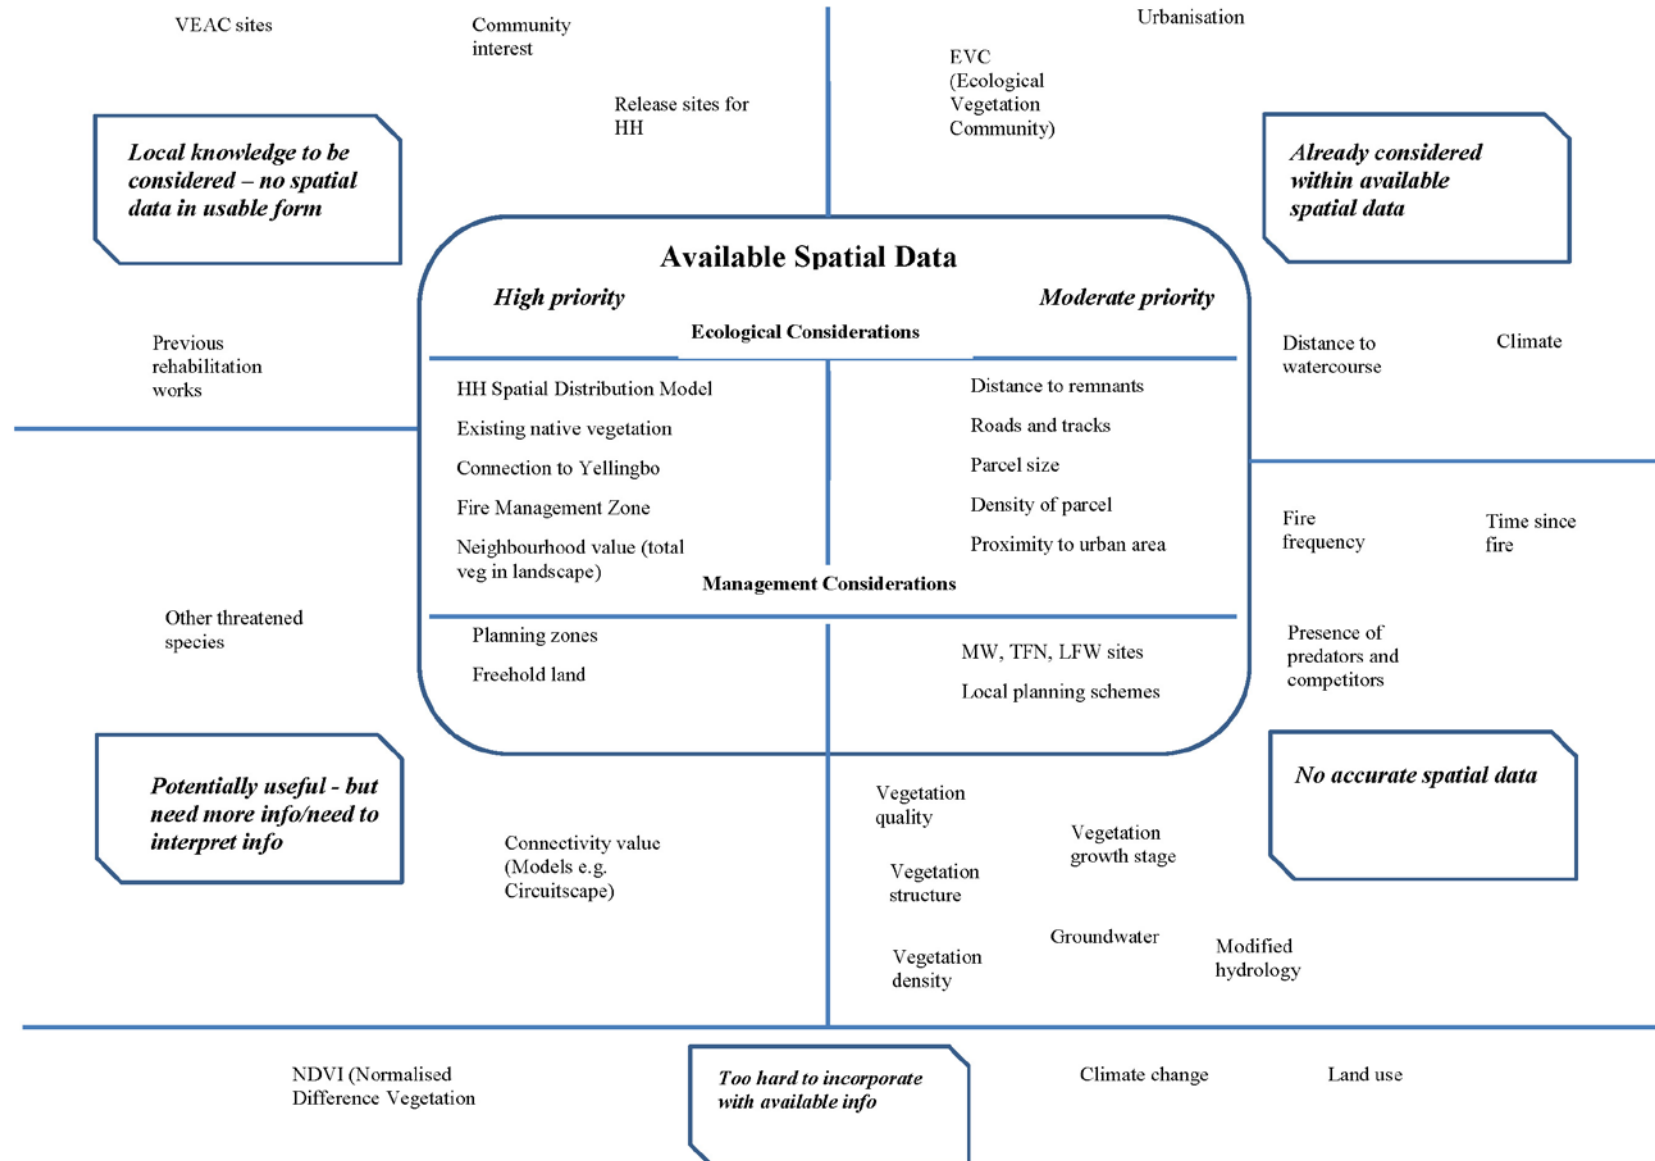 VEAC sites
Community
interest
Release sites for
HH
Local knowledge to be
considered – no spatial
data in usable form
Previous
rehabilitation
works
Urbanisation
EVC
(Ecological
Vegetation
Community)
Already considered
within available
spatial data
Distance to
watercourse
Climate
Available Spatial Data
High priority
Moderate priority
Ecological Considerations
HH Spatial Distribution Model
Existing native vegetation
Connection to Yellingbo
Fire Management Zone
Neighbourhood value (total
veg in landscape)
Distance to remnants
Roads and tracks
Parcel size
Density of parcel
Proximity to urban area
Management Considerations
Planning zones
Freehold land
MW, TFN, LFW sites
Local planning schemes
Other threatened
species
Potentially useful - but
need more info/need to
interpret info
Connectivity value
(Models e.g.
Circuitscape)
Fire
frequency
Time since
fire
Presence of
predators and
competitors
No accurate spatial data
Vegetation
quality
Vegetation
growth stage
Vegetation
structure
Groundwater
Modified
hydrology
Vegetation
density
NDVI (Normalised
Difference Vegetation
Too hard to incorporate
with available info
Climate change
Land use